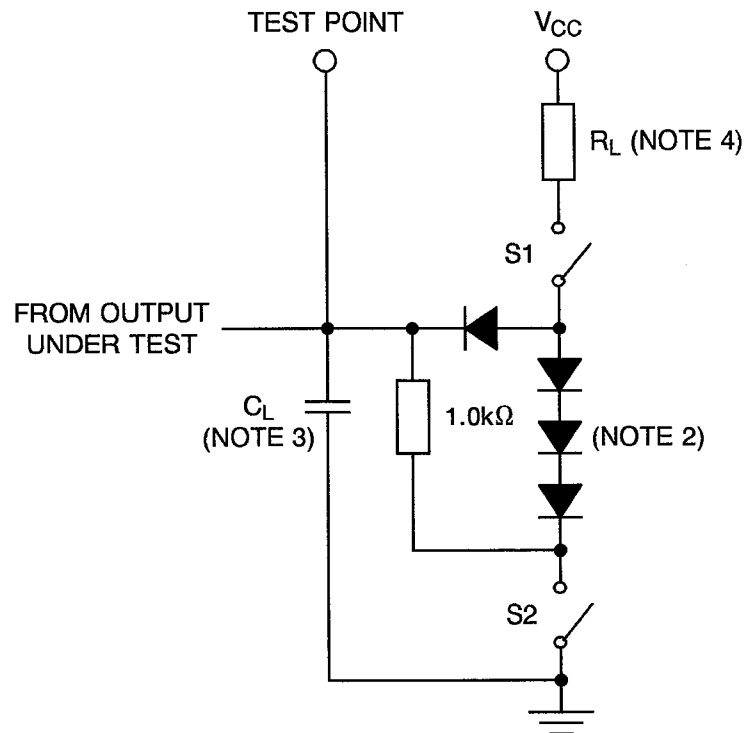 TEST POINT
VCC
RL (NOTE 4)
S1
FROM OUTPUT
UNDER TEST
CL
(NOTE 3)
1.0kΩ
(NOTE 2)
S2